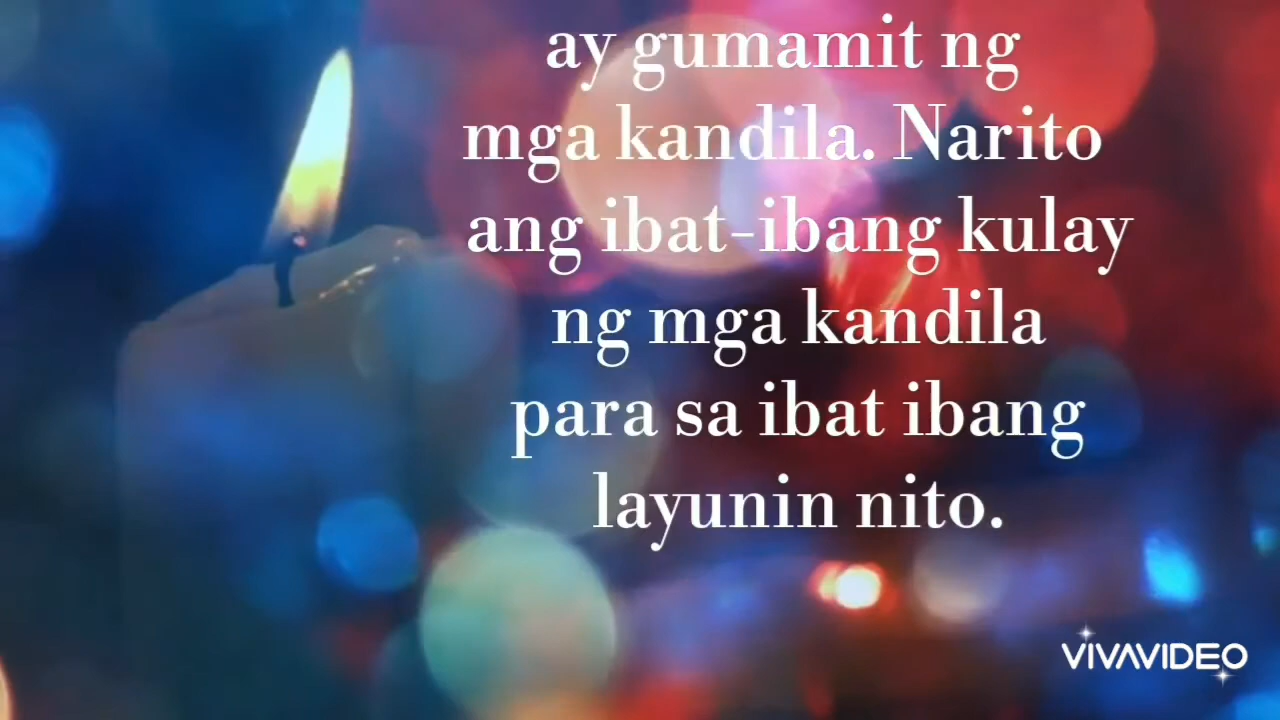 ay gumamit ng
mga kandila. Narito
ang ibat-ibang kulay
ng mga kandila
para sa ibat ibang
layunin nito.
VIVAVIDEO